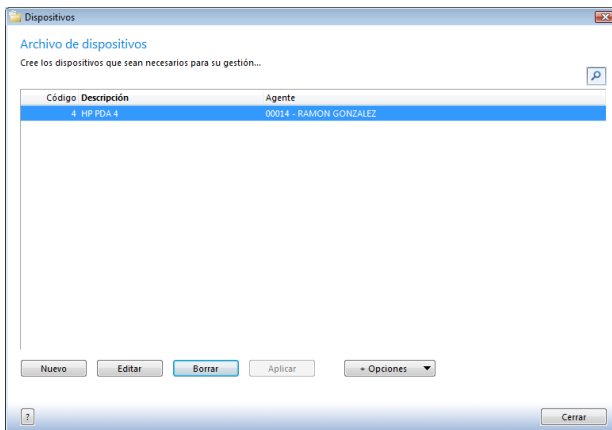 Dispositivos
Archivo de dispositivos
Cree los dispositivos que sean necesarios para su gestión...
Código Descripción Agente
4 HP PDA 4 00014 - RAMON GONZALEZ
Nuevo Editar Borrar Aplicar + Opciones
? Cerrar